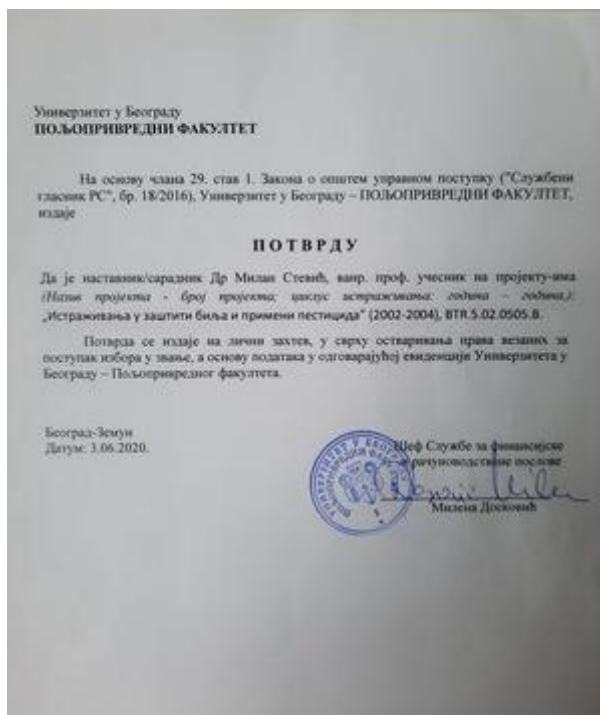 Универзитет у Београду
ПОЉОПРИВРЕДНИ ФАКУЛТЕТ
На основу члана 29. став 1. Закона о општем управном поступку ("Службени
гласник РС", бр. 18/2016), Универзитет у Београду – ПОЉОПРИВРЕДНИ ФАКУЛТЕТ,
издаје
ПОТВРДУ
Да је наставник/сарадник Др Милан Стевић, ванр. проф. учесник на пројекту-има
(Назив пројекта - број пројекта; циклус истраживања: година – година,):
„Истраживања у заштити биља и примени пестицида" (2002-2004), BTR.5.02.0505.B.
Потврда се издаје на лични захтев, у сврху остваривања права везаних за
поступак избора у звање, а основу података у одговарајућој евиденцији Универзитета у
Београду – Пољопривредног факултета.
Београд-Земун
Датум: 3.06.2020.
Шеф Службе за финансијске
и рачуноводствене послове
Милена Досковић
УНИВЕРЗИТЕТ У БЕОГРАДУ
ПОЉОПРИВРЕДНИ ФАКУЛТЕТ